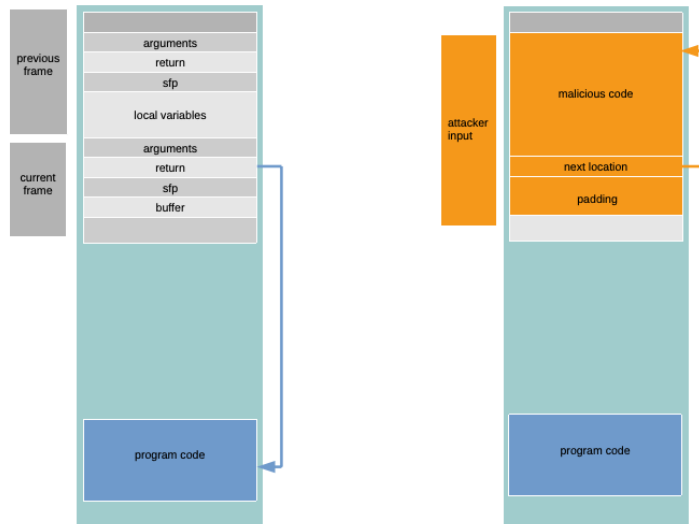 previous
frame
arguments
return
sfp
local variables
current
frame
arguments
return
sfp
buffer
program code
attacker
input
malicious code
next location
padding
program code